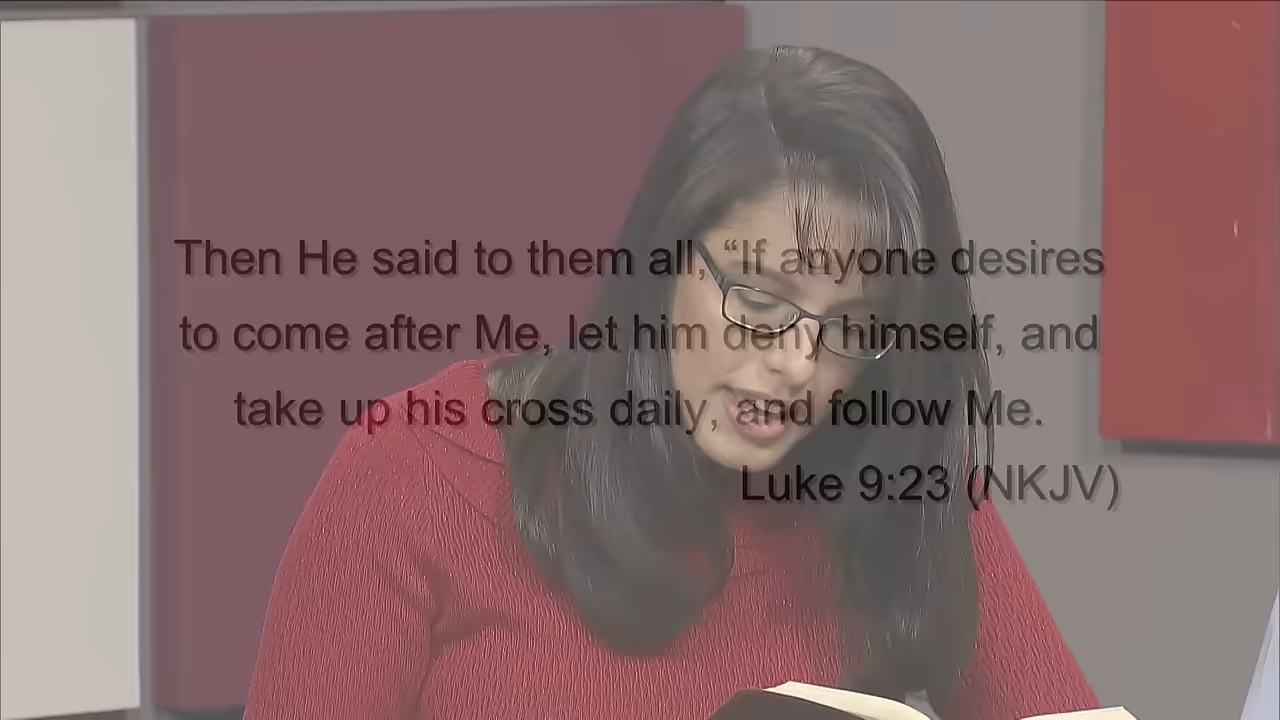 Then He said to them all, “If anyone desires
to come after Me, let him deny himself, and
take up his cross daily, and follow Me.
Luke 9:23 (NKJV)